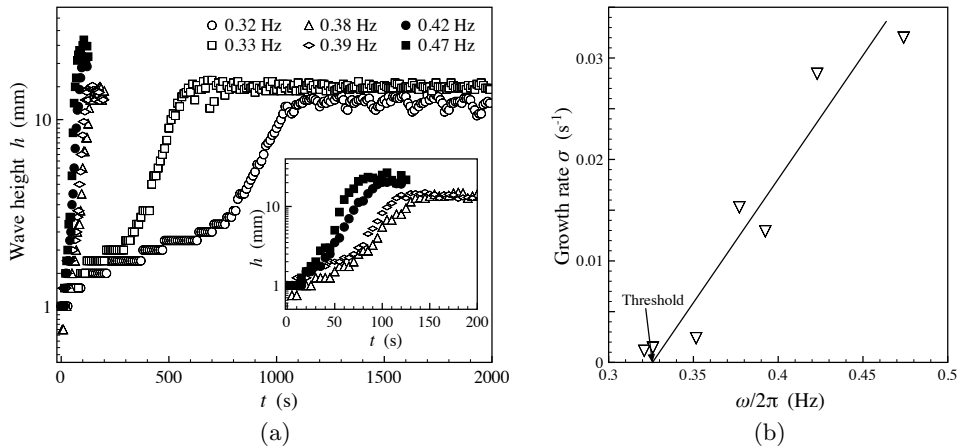 0.32 Hz 0.38 Hz 0.42 Hz
0.33 Hz 0.39 Hz 0.47 Hz
Wave height h (mm)
10
1
0 500 1000 1500 2000
t (s)
h (mm)
10
1
0 50 100 150 200
t (s)
(a)
Growth rate σ (s⁻¹)
0.03
0.02
0.01
0
Threshold
0.3 0.35 0.4 0.45 0.5
ω/2π (Hz)
(b)